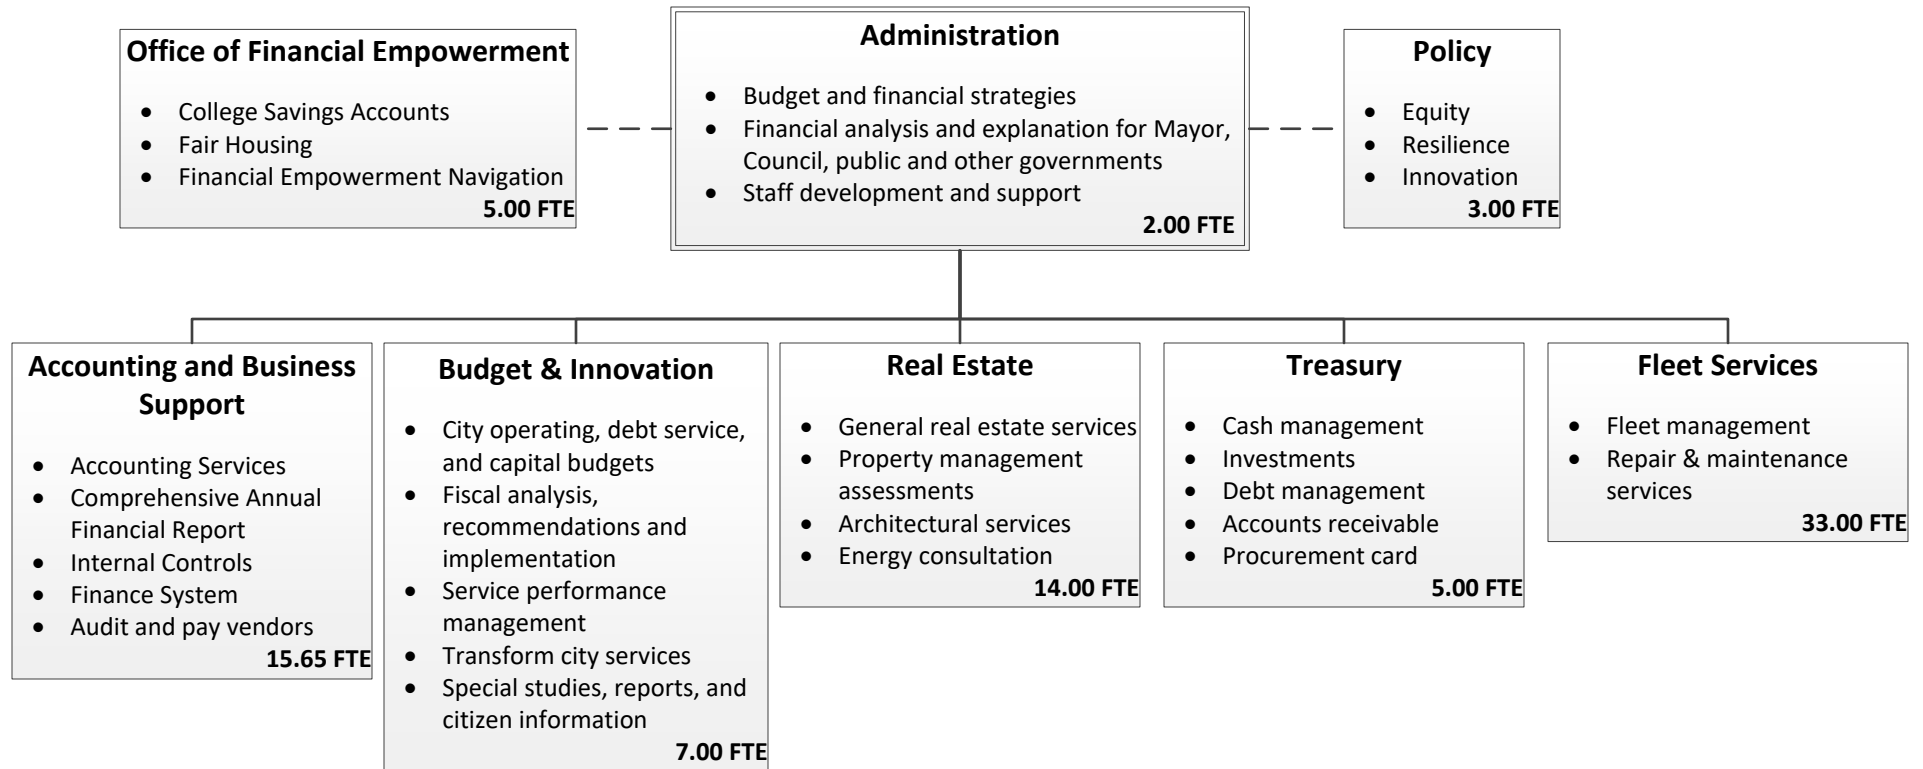 Office of Financial Empowerment
• College Savings Accounts
• Fair Housing
• Financial Empowerment Navigation
5.00 FTE
Administration
• Budget and financial strategies
• Financial analysis and explanation for Mayor,
Council, public and other governments
• Staff development and support
2.00 FTE
Policy
• Equity
• Resilience
• Innovation
3.00 FTE
Accounting and Business
Support
• Accounting Services
• Comprehensive Annual
Financial Report
• Internal Controls
• Finance System
• Audit and pay vendors
15.65 FTE
Budget & Innovation
• City operating, debt service,
and capital budgets
• Fiscal analysis,
recommendations and
implementation
• Service performance
management
• Transform city services
• Special studies, reports, and
citizen information
7.00 FTE
Real Estate
• General real estate services
• Property management
assessments
• Architectural services
• Energy consultation
14.00 FTE
Treasury
• Cash management
• Investments
• Debt management
• Accounts receivable
• Procurement card
5.00 FTE
Fleet Services
• Fleet management
• Repair & maintenance
services
33.00 FTE